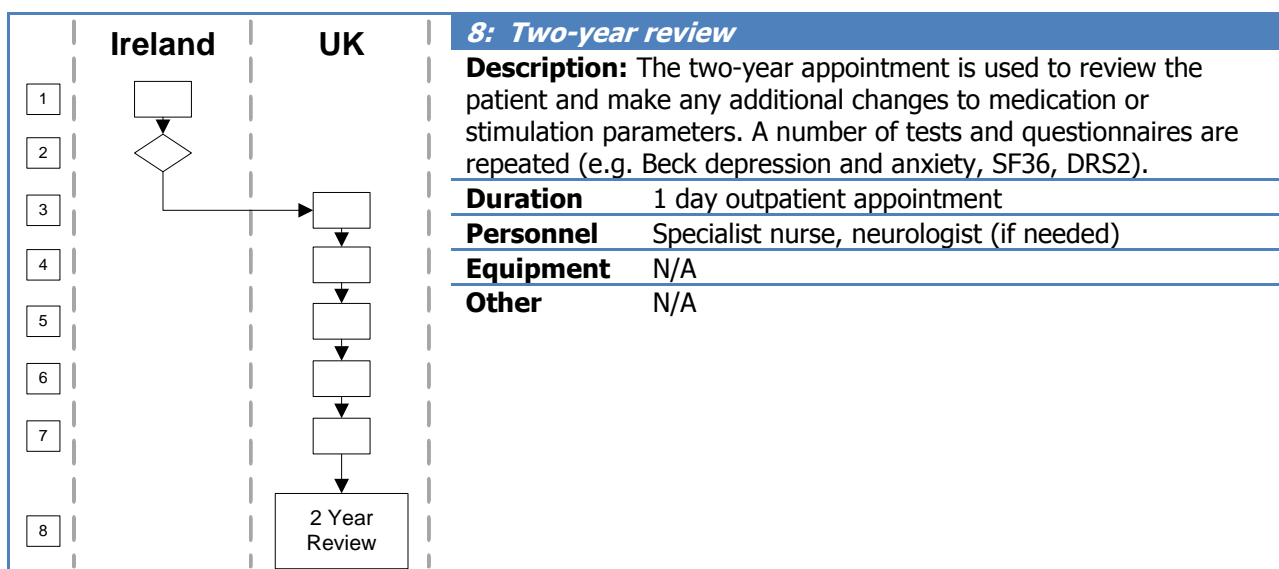 Ireland
UK
1
2
3
4
5
6
7
8
2 Year
Review
8: Two-year review
Description: The two-year appointment is used to review the
patient and make any additional changes to medication or
stimulation parameters. A number of tests and questionnaires are
repeated (e.g. Beck depression and anxiety, SF36, DRS2).
Duration 1 day outpatient appointment
Personnel Specialist nurse, neurologist (if needed)
Equipment N/A
Other N/A